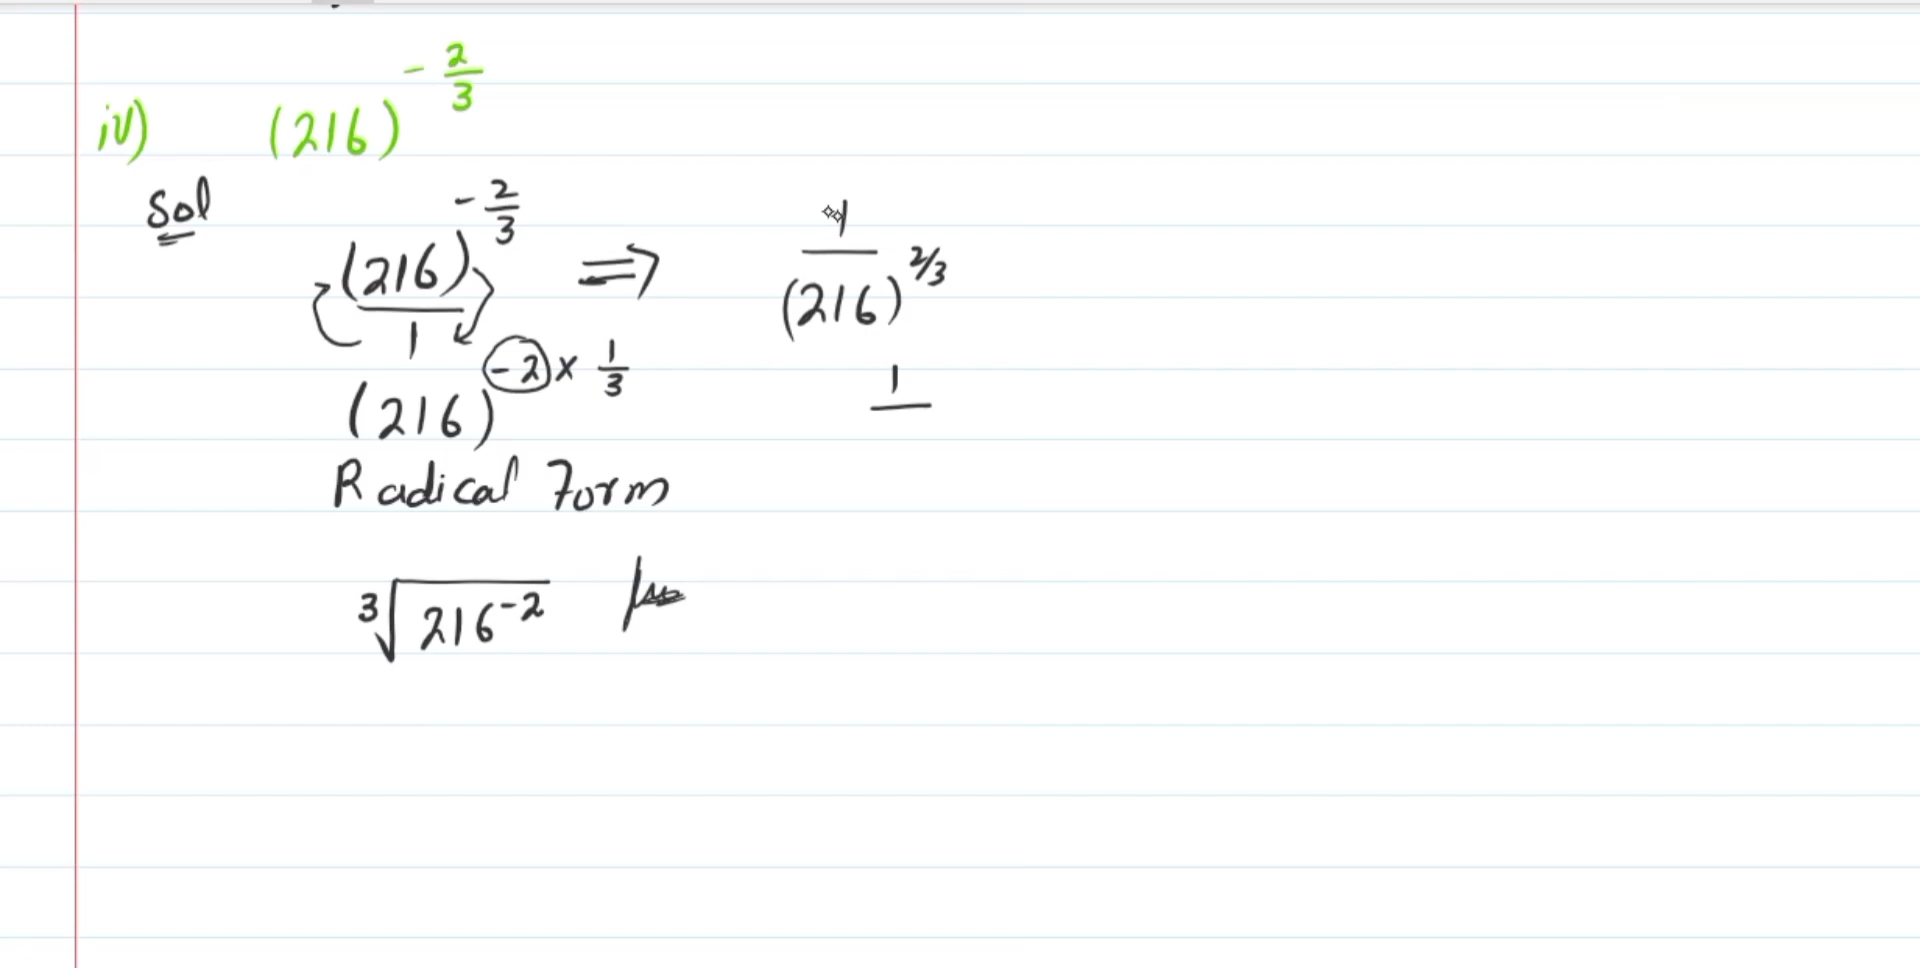 iv) (216)^{-2/3}
Sol
(216)^{-2/3}/1 ⇒ 1/(216)^{2/3}
(216)^{-2 × 1/3}
1/
Radical Form
∛(216^{-2})